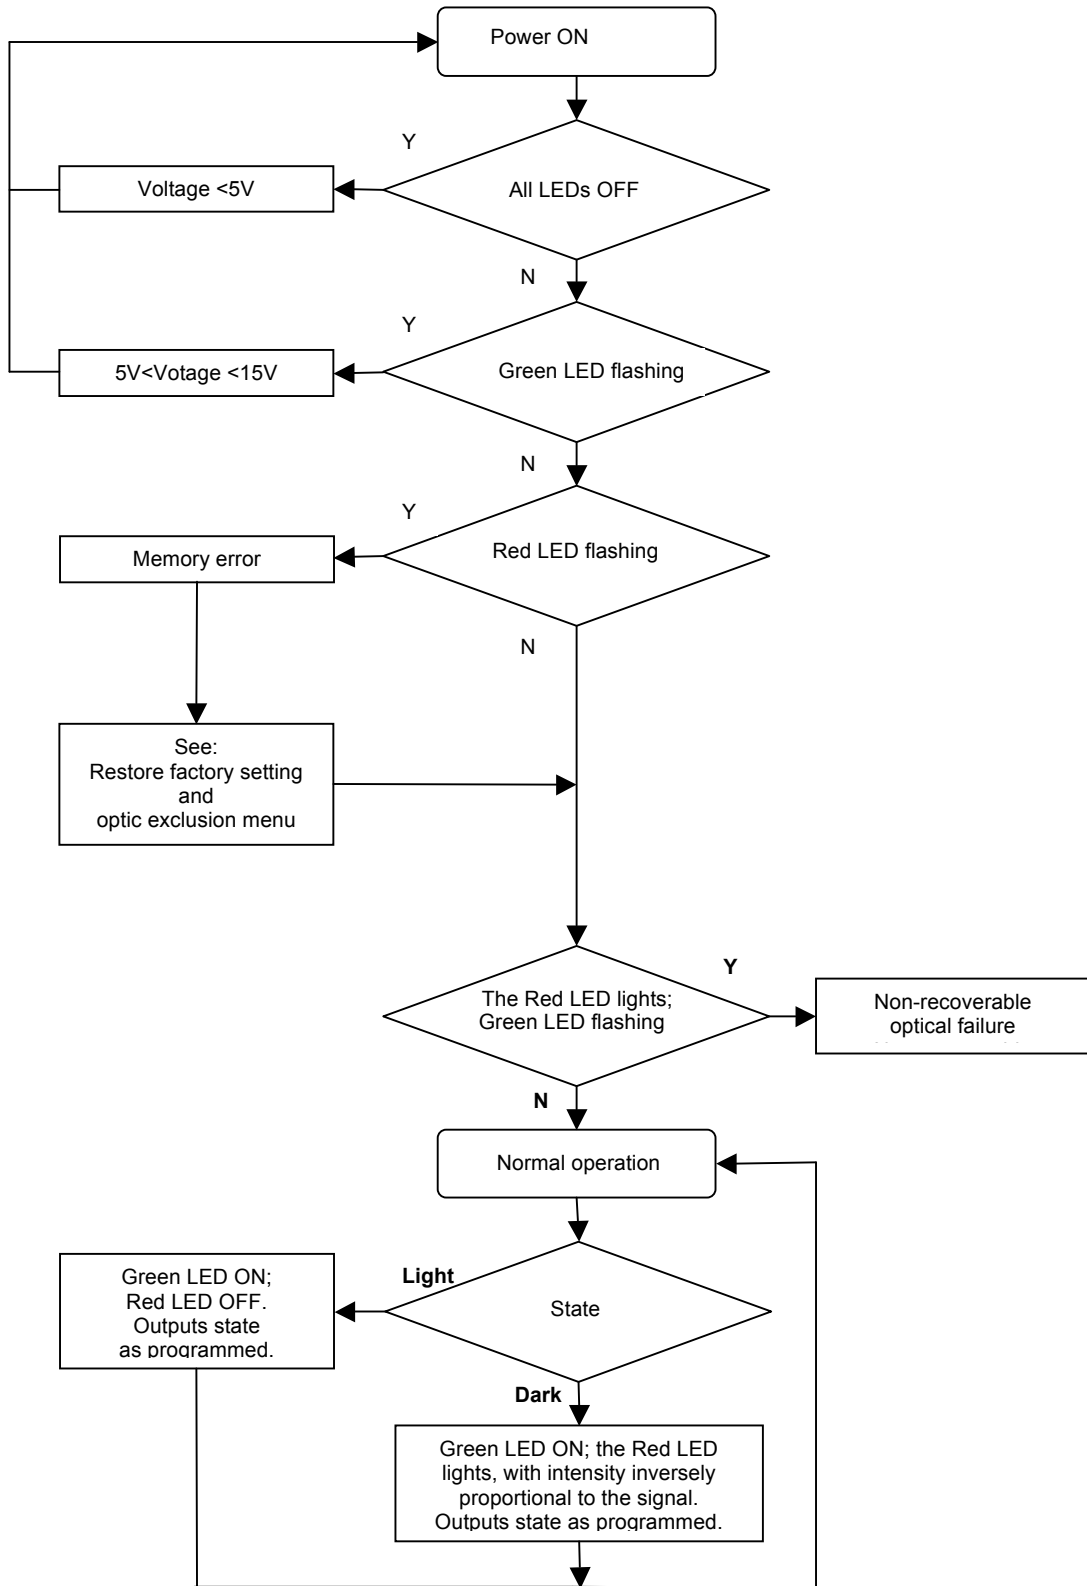 Power ON
Y
Voltage <5V
All LEDs OFF
N
Y
5V<Votage <15V
Green LED flashing
N
Y
Memory error
Red LED flashing
N
See:
Restore factory setting
and
optic exclusion menu
The Red LED lights;
Green LED flashing
Y
Non-recoverable
optical failure
N
Normal operation
Light
Green LED ON;
Red LED OFF.
Outputs state
as programmed.
State
Dark
Green LED ON; the Red LED
lights, with intensity inversely
proportional to the signal.
Outputs state as programmed.